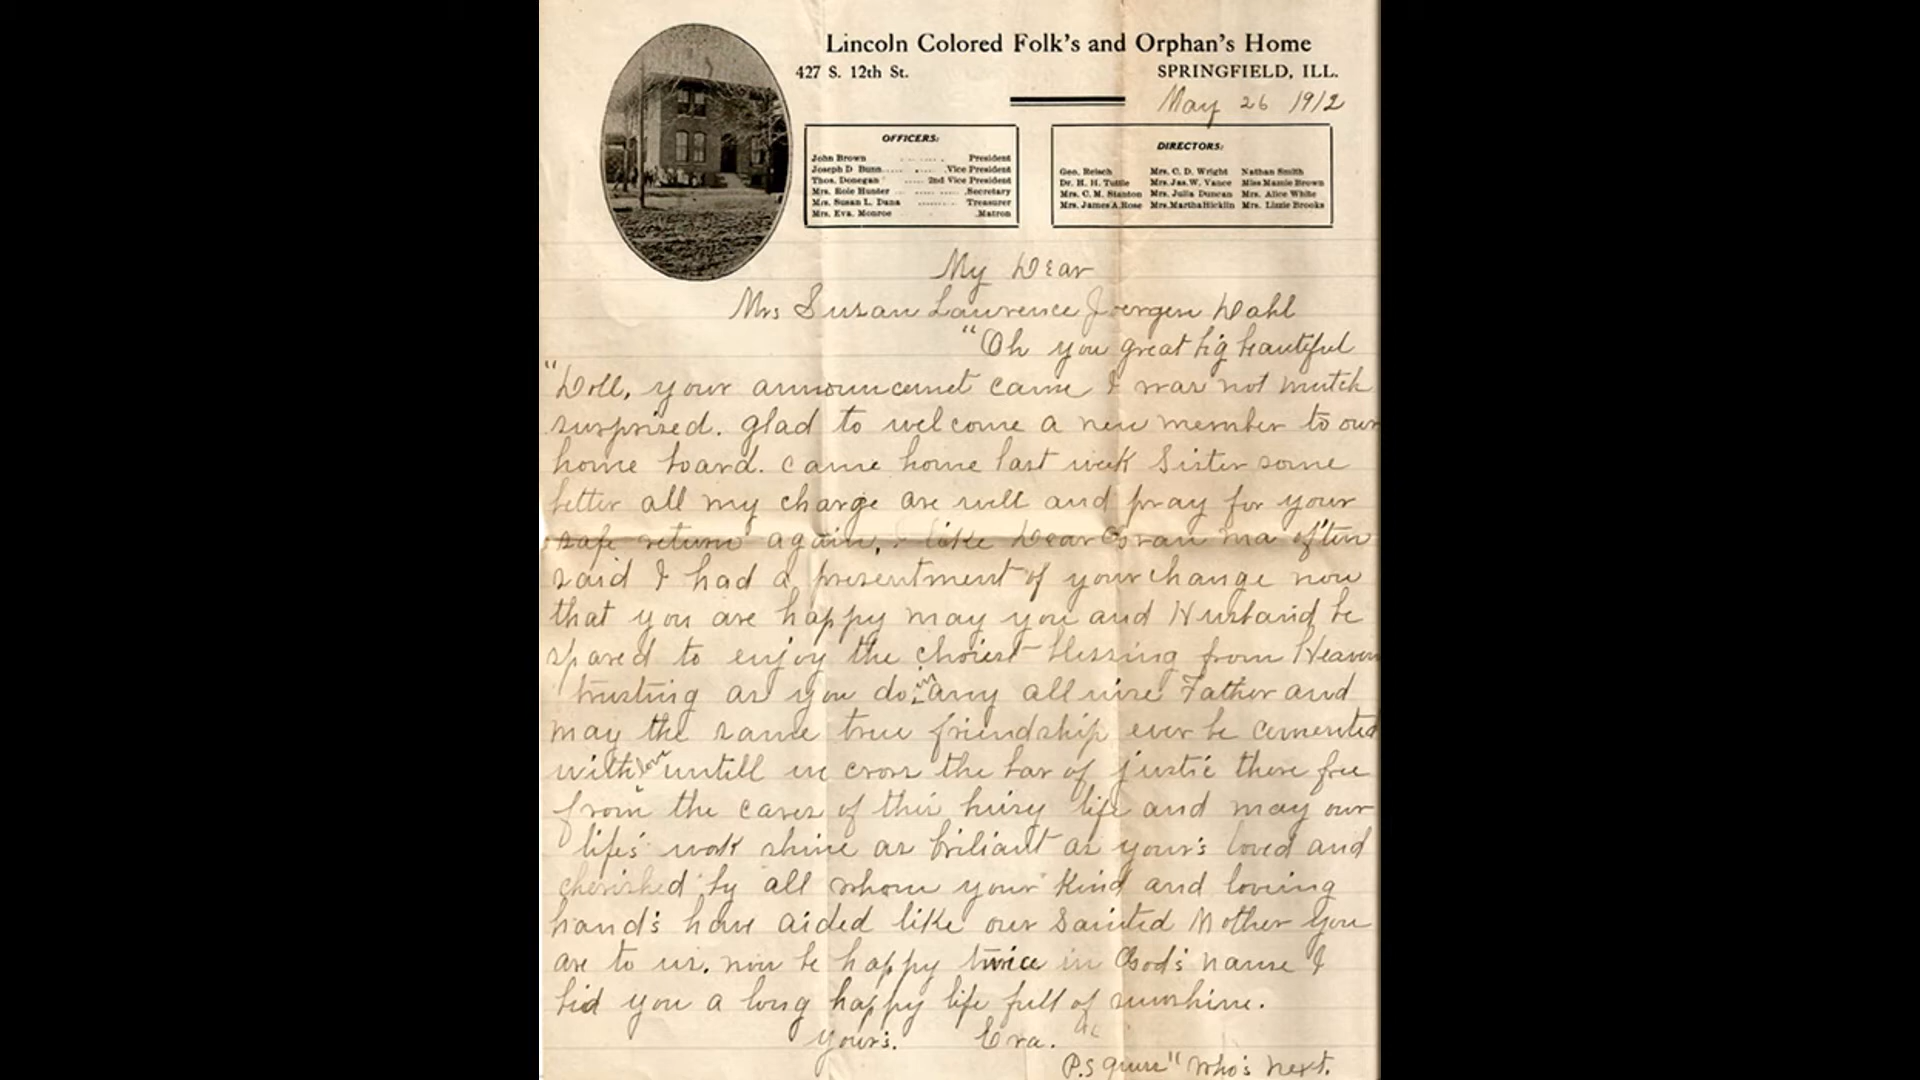 Lincoln Colored Folk's and Orphan's Home
427 S. 12th St. SPRINGFIELD, ILL.
May 26 1912
OFFICERS:
John Brown ........ President
Joseph D Bunn...... Vice President
Thos. Donegan ..... 2nd Vice President
Mrs. Role Hunter ... Secretary
Mrs. Susan L. Dana ......... Treasurer
Mrs. Eva. Monroe . Matron
DIRECTORS:
Geo. Reisch Mrs. C. D. Wright Nathan Smith
Dr. H. H. Tuttle Mrs. Jas. W. Vance Miss Mamie Brown
Mrs. C. M. Stanton Mrs. Julia Duncan Mrs. Alice White
Mrs. James A. Rose Mrs. Martha Hicklin Mrs. Lizzie Brooks
My Dear
Mrs Susan Lawrence Joergen Dahl
"Oh you great big beautiful
"Doll, your announcemet came I was not mutch
surprised. glad to welcome a new member to our
home board. came home last week Sister some
better all my charge are well and pray for your
safe return again, like Dear Gran ma often
said I had a presentment of your change now
that you are happy may you and Husband be
spared to enjoy the choiest blessing from Heaven
trusting as you do in any all wise Father and
may the same true friendship ever be cemented
with love untill we cross the bar of justic there free
from the cares of this busy life and may our
life's work shine as briliant as your's loved and
cherished by all whom your kind and loveing
hand's have aided like our Sainted Mother you
are to us. now be happy twice in God's name I
bid you a long happy life full of sunshine.
your's. Eva.
P.S "who's next.